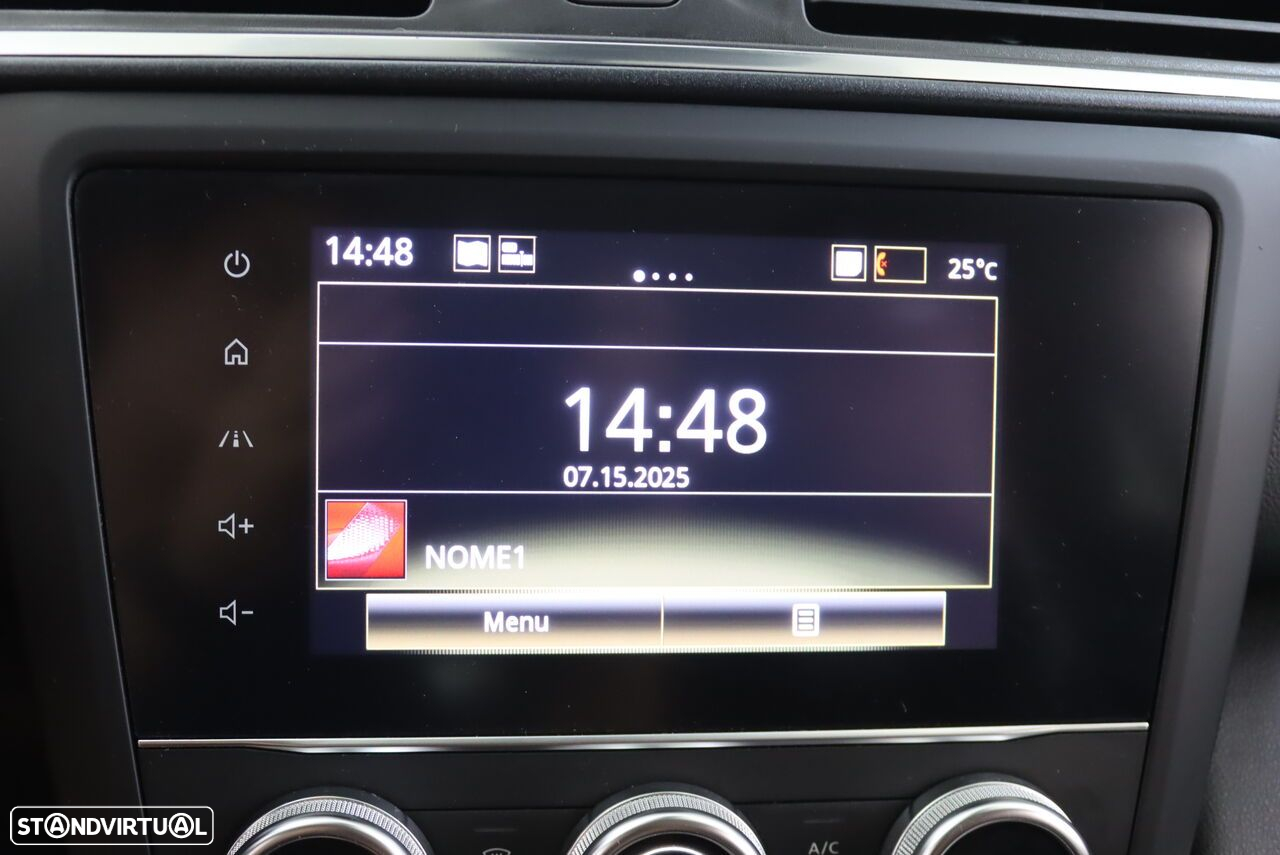 14:48
25°C
14:48
07.15.2025
NOME1
Menu
A/C
STANDVIRTUAL